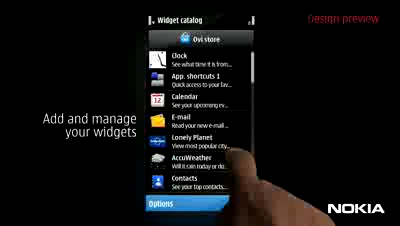 Design preview
Widget catalog
Ovi store
Clock
See what time it is from...
App. shortcuts 1
Quick access to your fav...
Calendar
See your upcoming ev...
E-mail
Read your new e-mail ...
Lonely Planet
View most popular city...
AccuWeather
Will it rain today or do...
Contacts
See your top contacts...
Options
Add and manage
your widgets
NOKIA